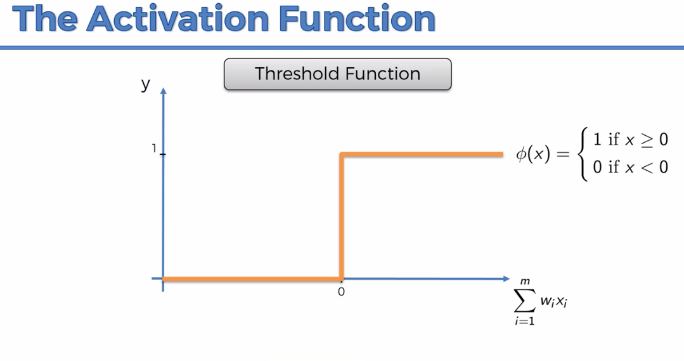 The Activation Function
Threshold Function
y
1
ϕ(x) = { 1 if x ≥ 0
0 if x < 0
0
m
∑ wᵢxᵢ
i=1